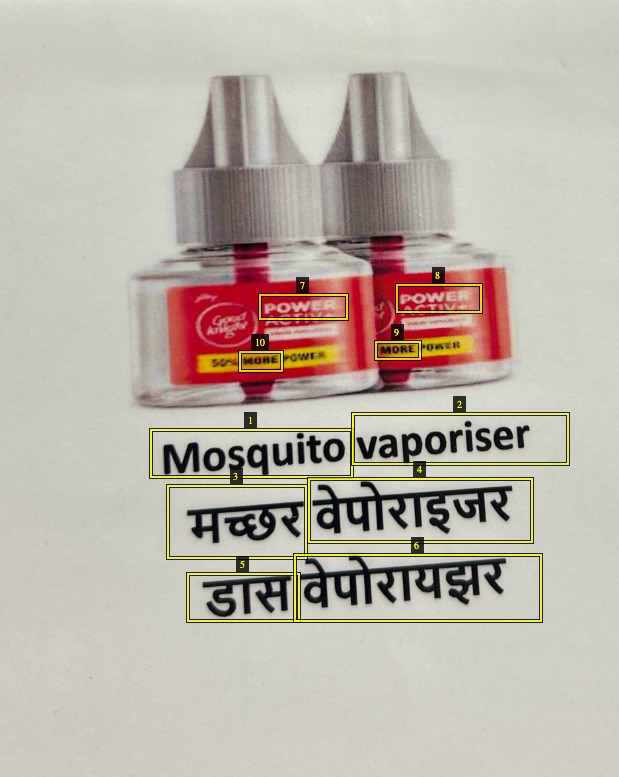 Good knight
POWER
ACTIV+
50% MORE POWER
POWER
ACTIV+
MORE POWER
Mosquito vaporiser
मच्छर वेपोराइजर
डास वेपोरायझर